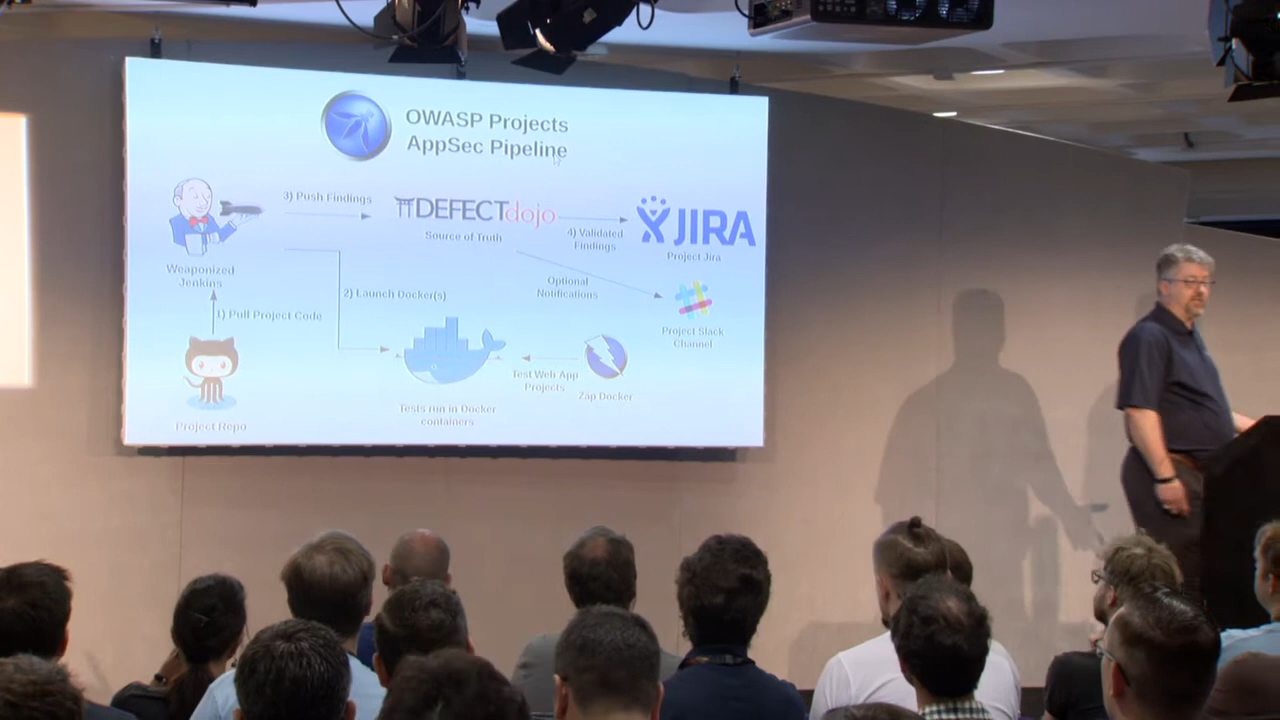 OWASP Projects
AppSec Pipeline
3) Push Findings
DEFECTdojo
Source of Truth
4) Validated
Findings
JIRA
Project Jira
Weaponized
Jenkins
Optional
Notifications
2) Launch Docker(s)
1) Pull Project Code
Project Slack
Channel
Test Web App
Projects
Zap Docker
Tests run in Docker
containers
Project Repo